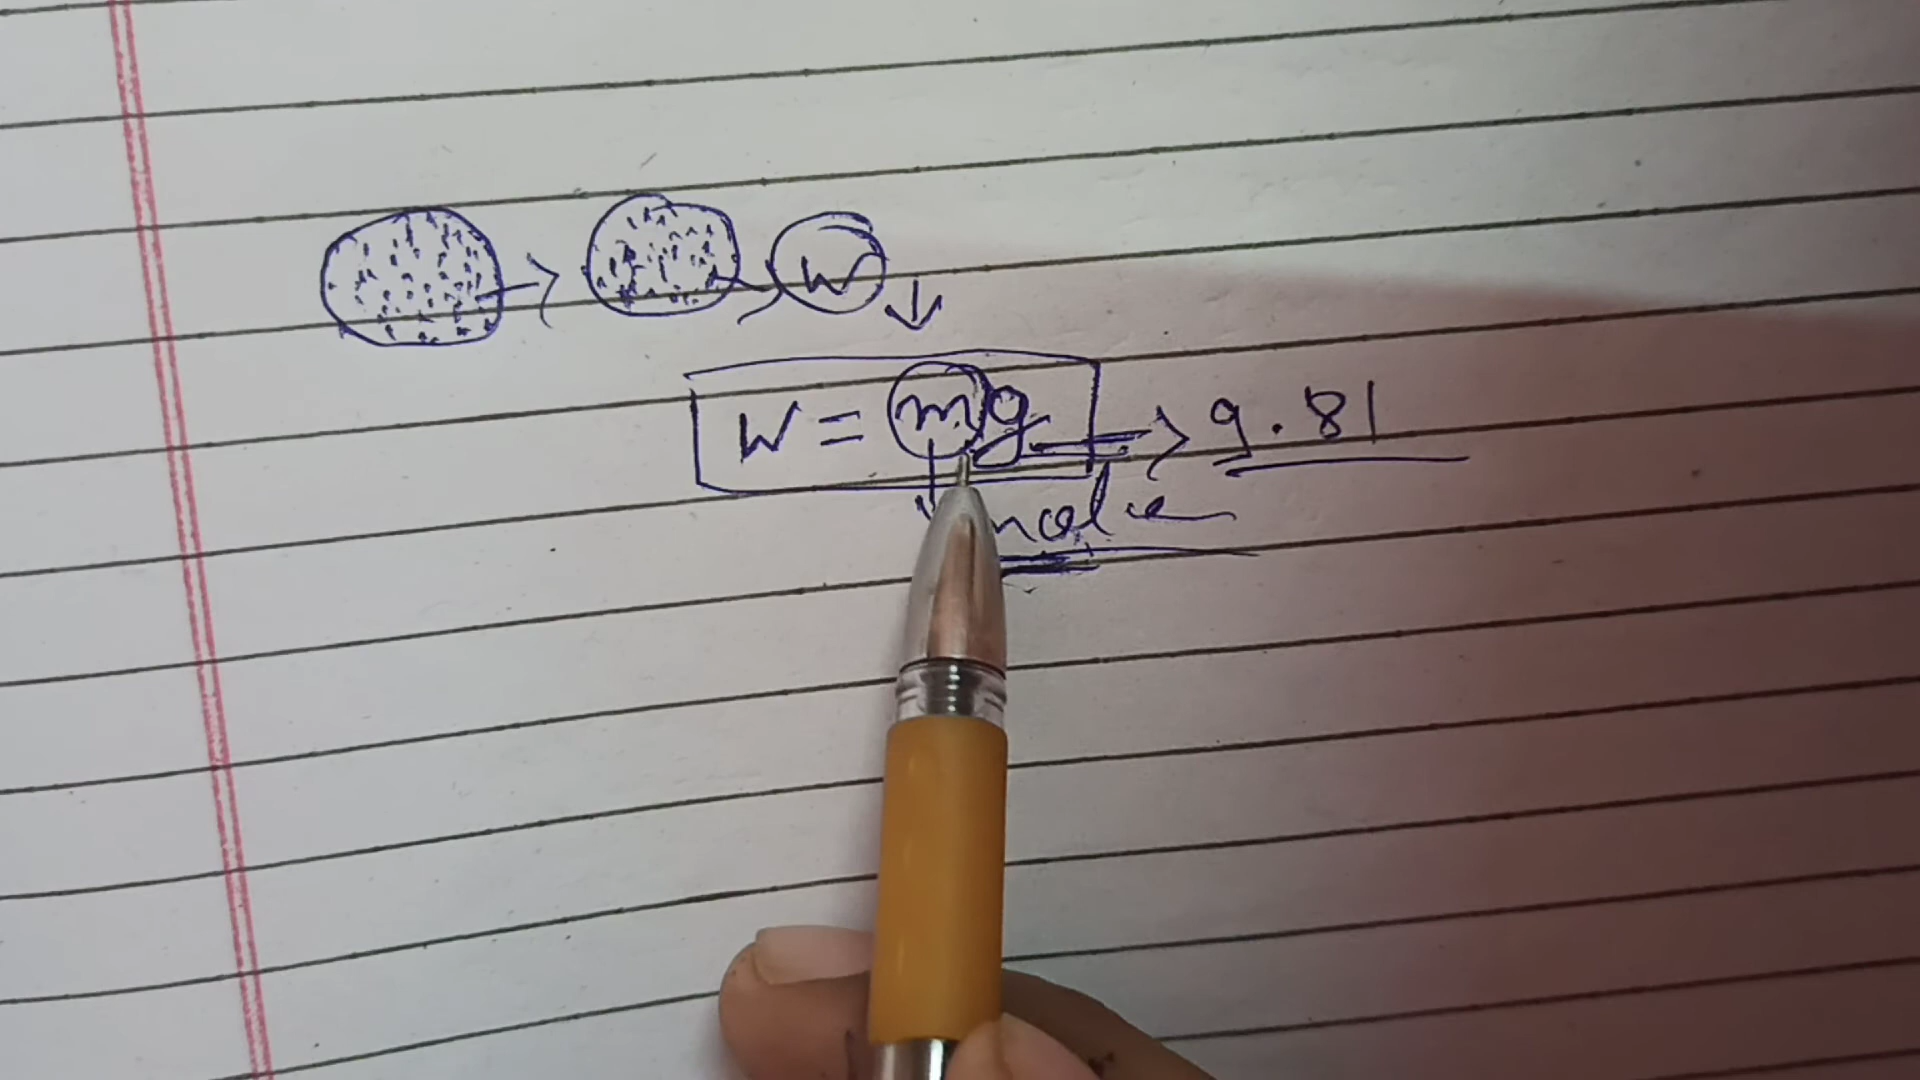 W
W = mg → 9.81